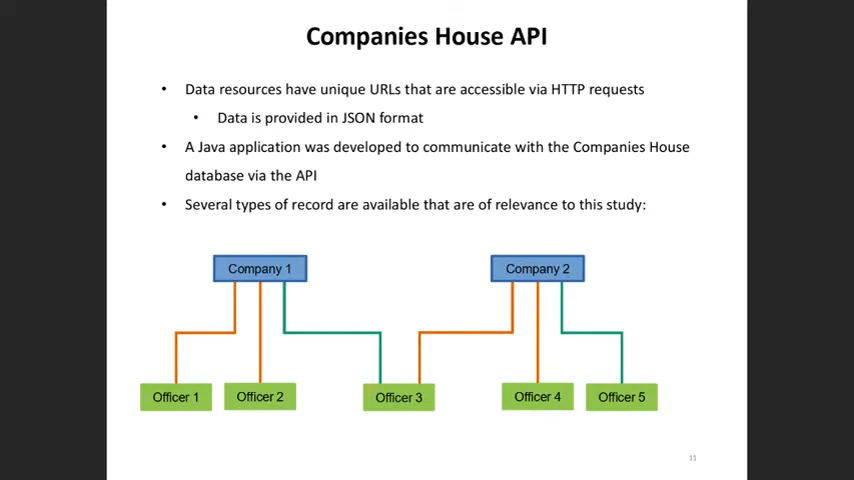 Companies House API
• Data resources have unique URLs that are accessible via HTTP requests
• Data is provided in JSON format
• A Java application was developed to communicate with the Companies House
database via the API
• Several types of record are available that are of relevance to this study:
Company 1
Company 2
Officer 1
Officer 2
Officer 3
Officer 4
Officer 5
11